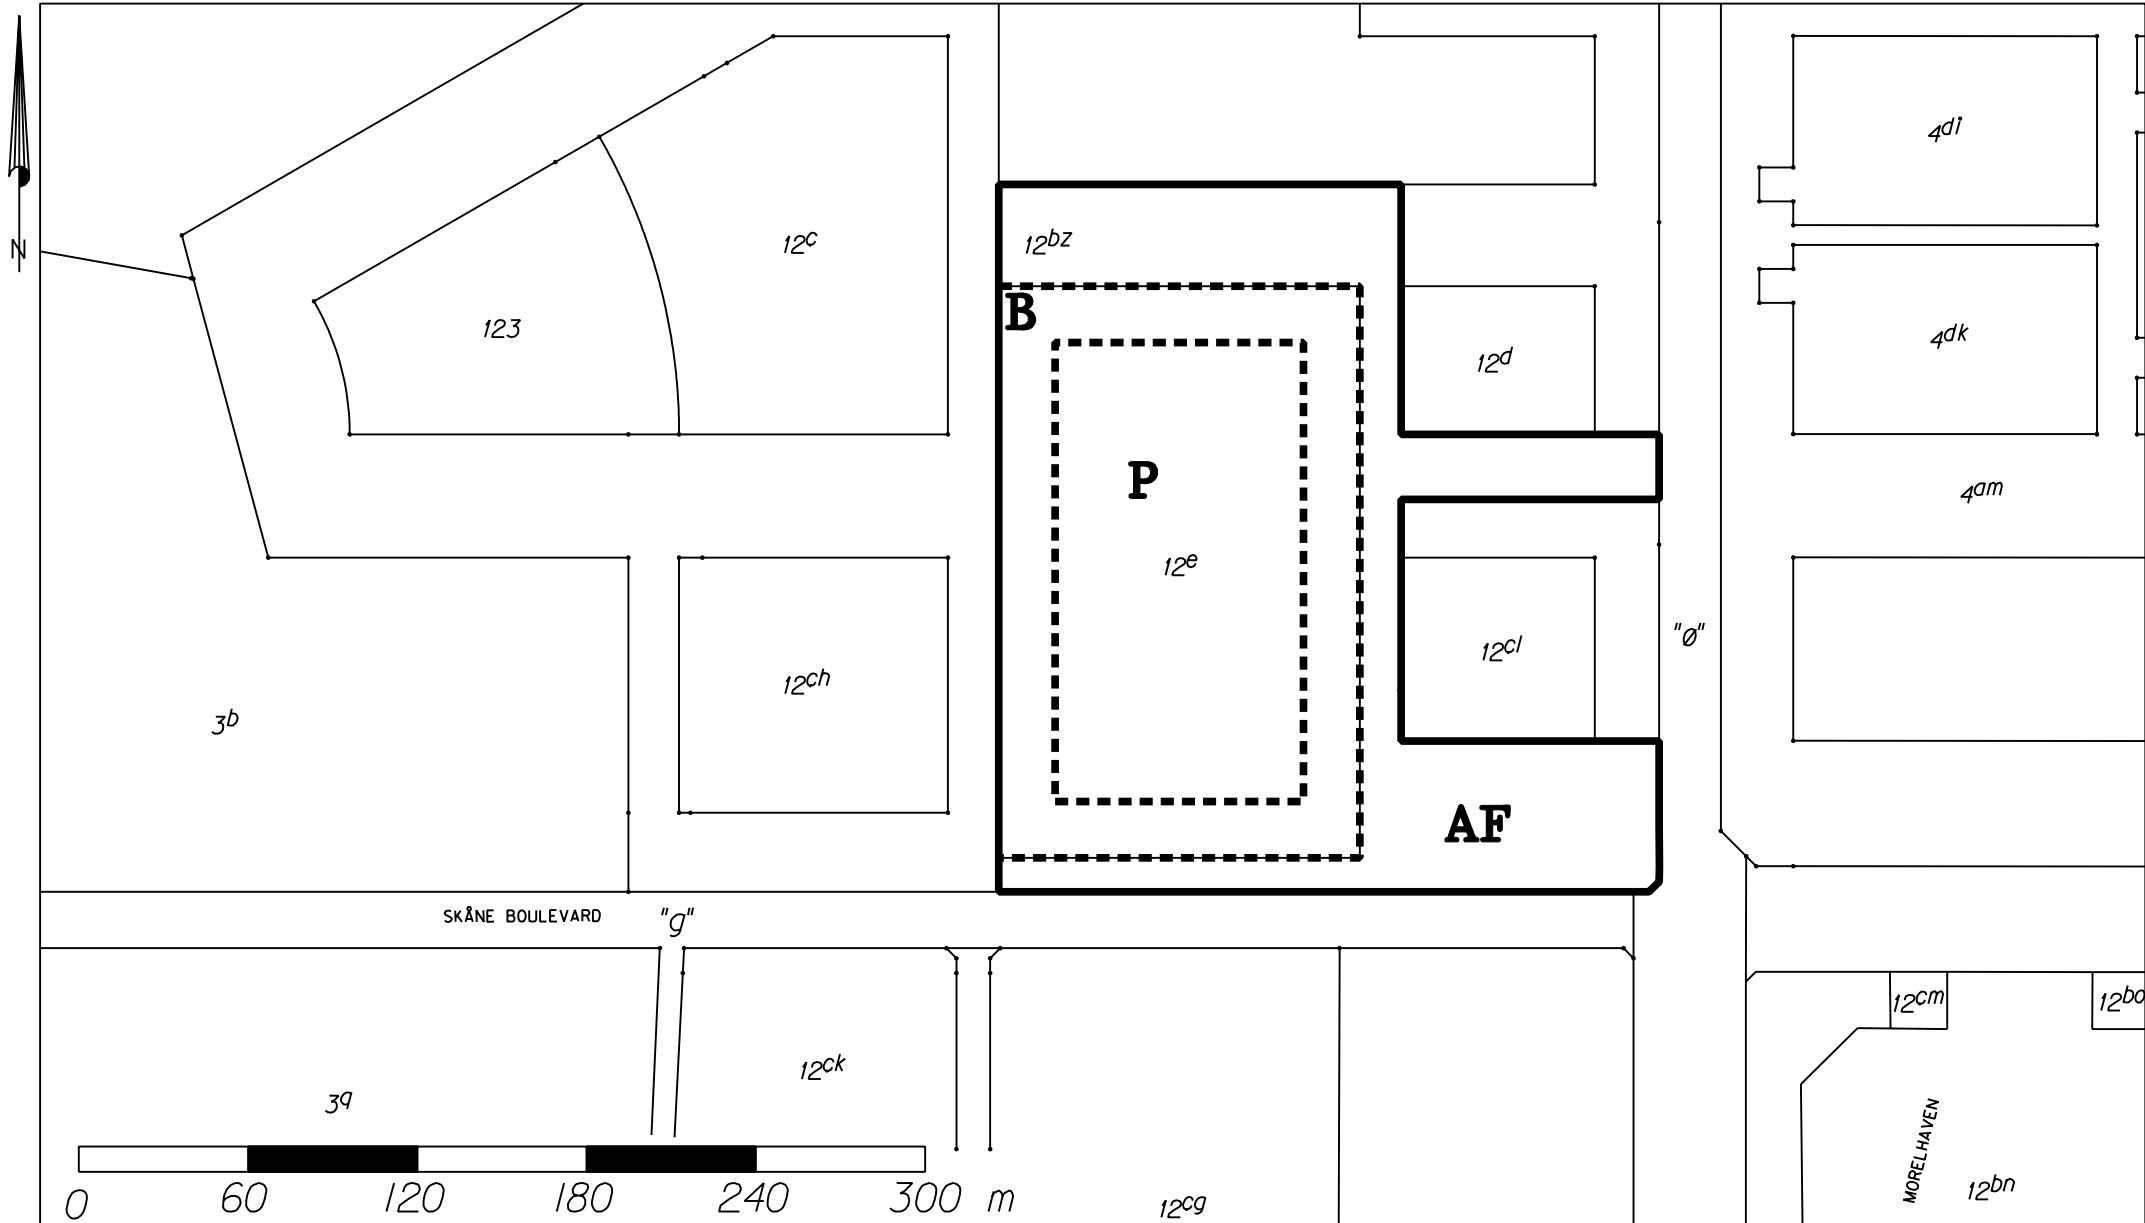 4di
12c
12bz
N
B
123
4dk
12d
P
4am
12e
"Ø"
12cl
12ch
3b
AF
SKÅNE BOULEVARD "g"
12cm
12bo
12ck
3q
MORELHAVEN
12bn
0 60 120 180 240 300 m
12cg